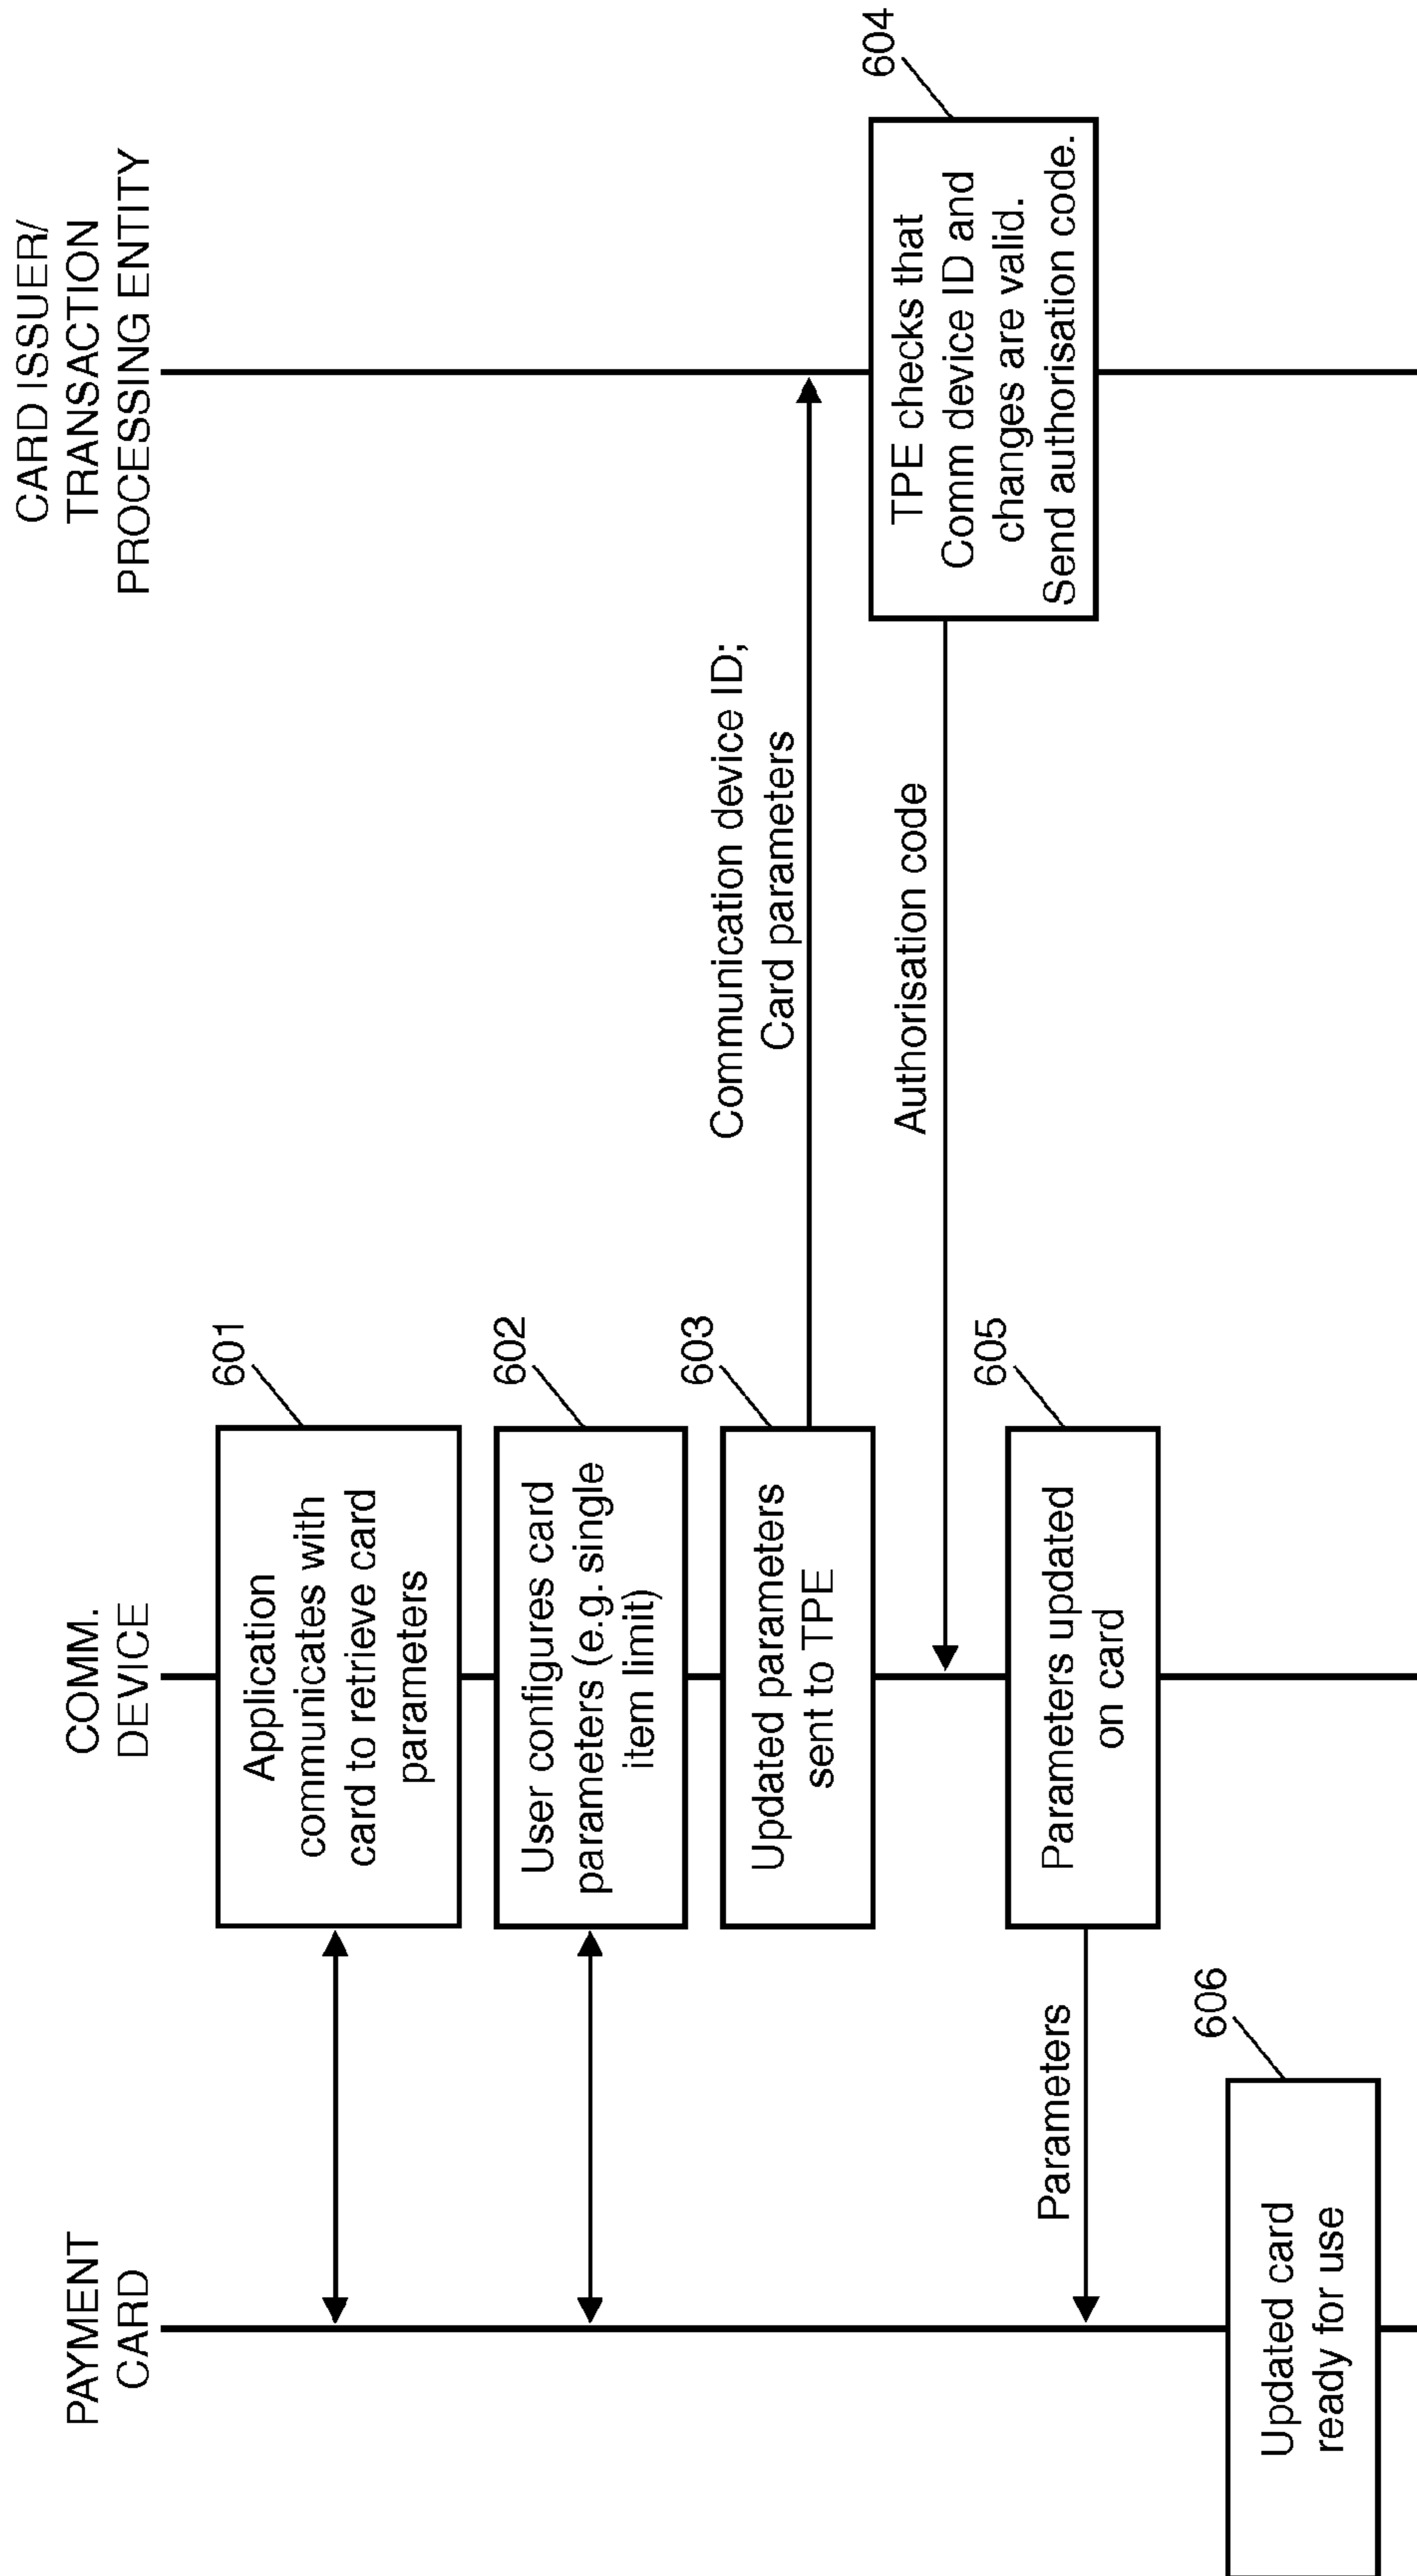 PAYMENT
CARD
COMM.
DEVICE
CARD ISSUER/
TRANSACTION
PROCESSING ENTITY
601
Application
communicates with
card to retrieve card
parameters
602
User configures card
parameters (e.g. single
item limit)
603
Updated parameters
sent to TPE
Communication device ID;
Card parameters
604
TPE checks that
Comm device ID and
changes are valid.
Send authorisation code.
Authorisation code
605
Parameters updated
on card
Parameters
606
Updated card
ready for use